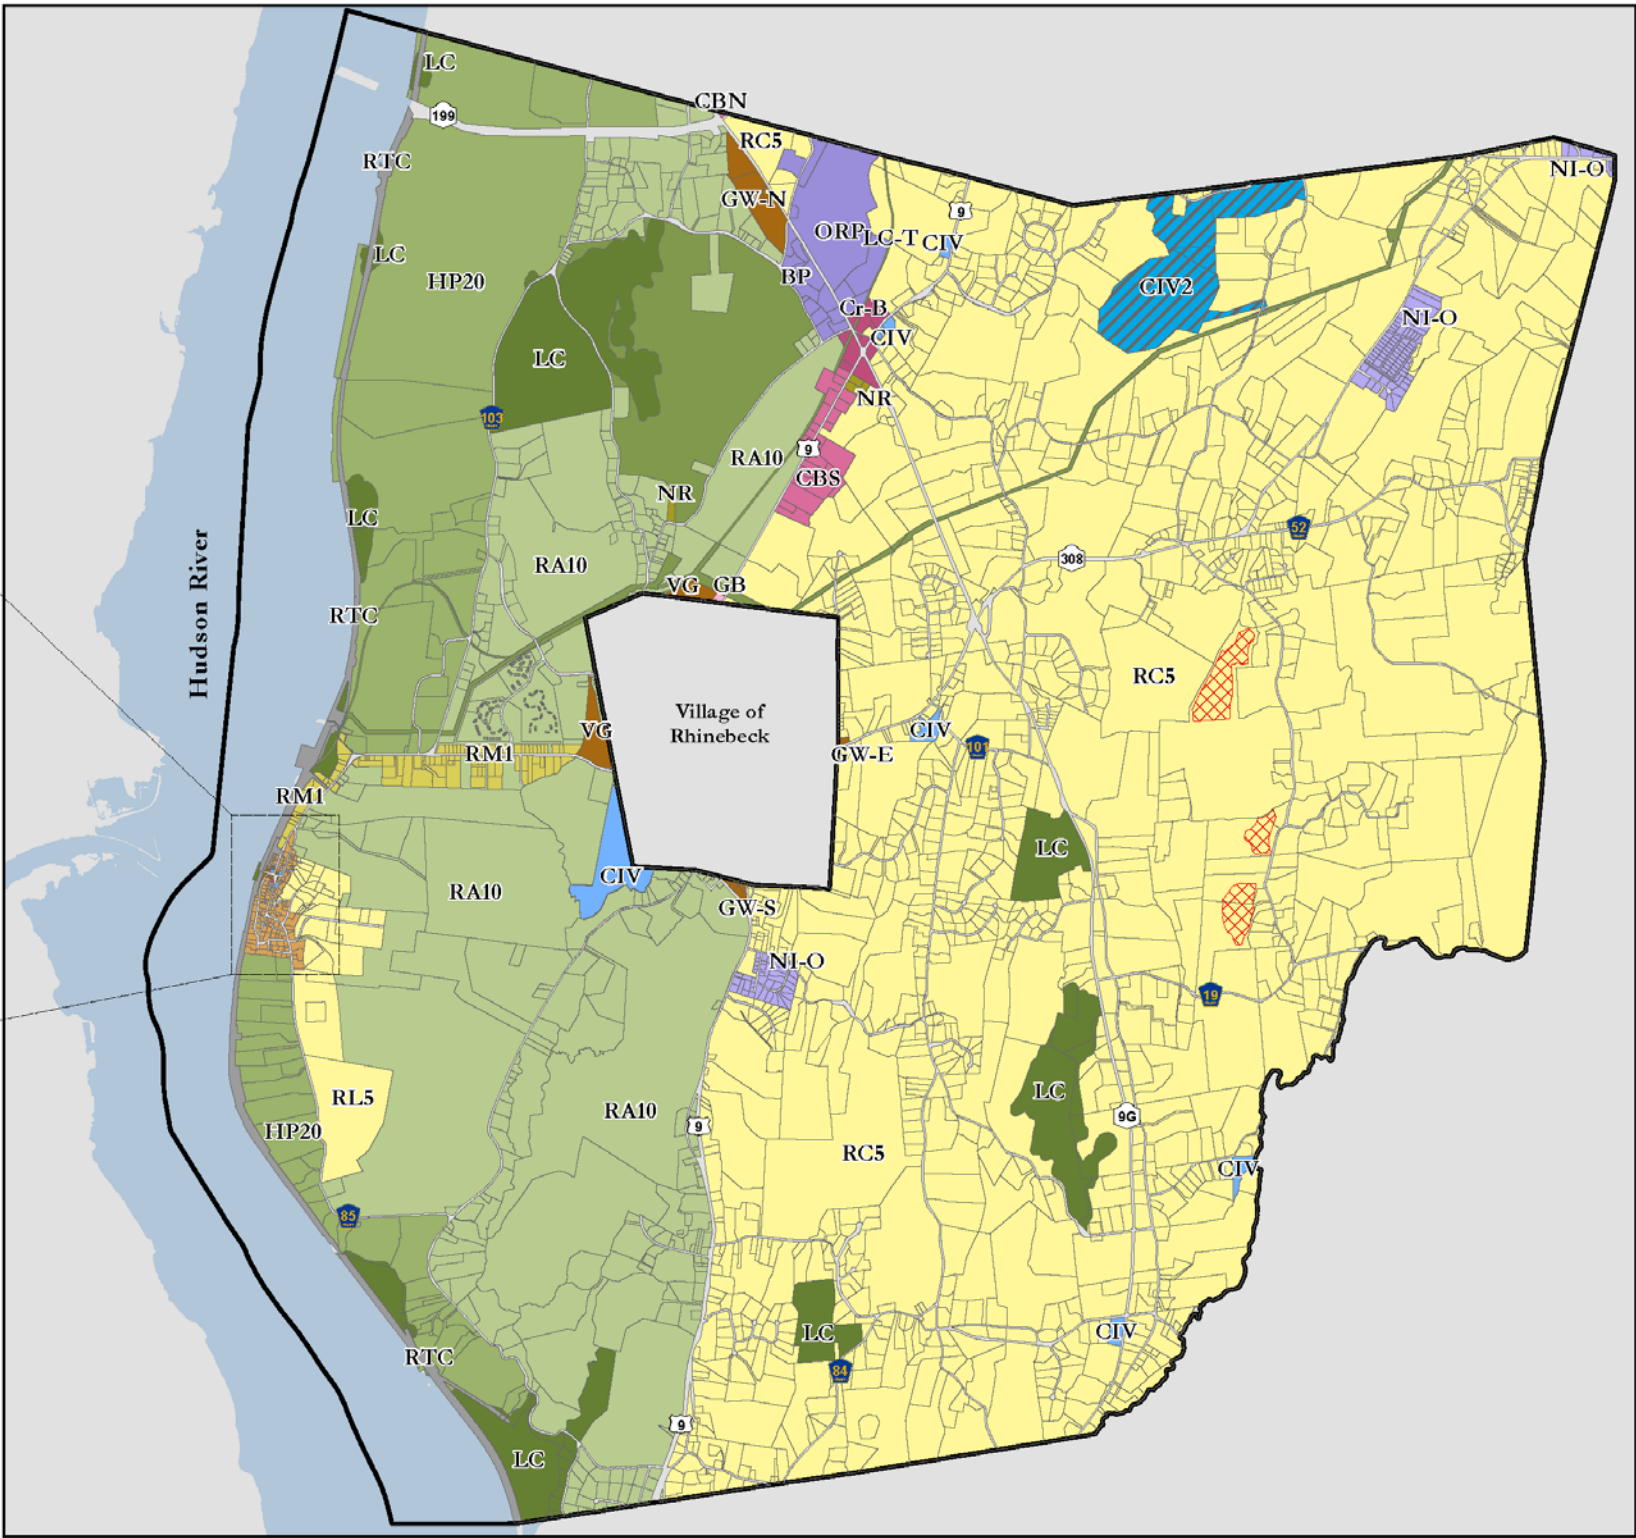 LC
CBN
199
RC5
RTC
NI-O
GW-N
9
ORP
LC-T
CIV
LC
HP20
BP
CIV2
Cr-B
NI-O
CIV
LC
NR
103
9
RA10
CBS
NR
LC
52
308
RA10
VG
GB
RTC
Hudson River
RC5
Village of
Rhinebeck
VG
CIV
101
RM1
GW-E
RM1
LC
CIV
RA10
GW-S
NI-O
19
LC
RL5
RA10
9G
9
HP20
RC5
CIV
85
CIV
LC
RTC
84
9
LC